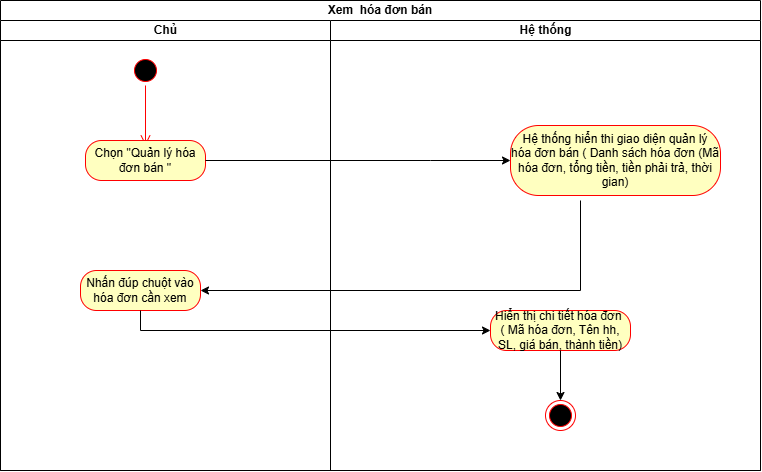 Xem hóa đơn bán
Chủ
Hệ thống
Chọn "Quản lý hóa
đơn bán "
Hệ thống hiển thi giao diện quản lý
hóa đơn bán ( Danh sách hóa đơn (Mã
hóa đơn, tổng tiền, tiền phải trả, thời
gian)
Nhấn đúp chuột vào
hóa đơn cần xem
Hiển thị chi tiết hóa đơn
( Mã hóa đơn, Tên hh,
SL, giá bán, thành tiền)